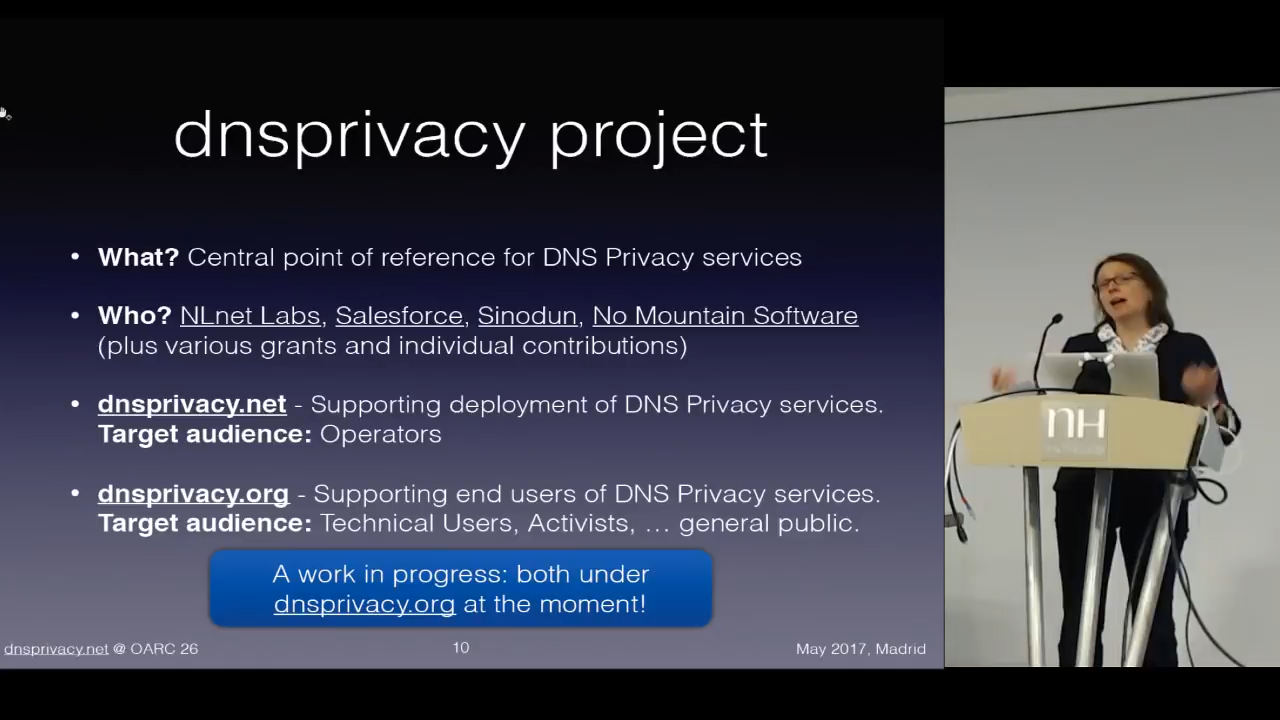 dnsprivacy project
• What? Central point of reference for DNS Privacy services
• Who? NLnet Labs, Salesforce, Sinodun, No Mountain Software
(plus various grants and individual contributions)
• dnsprivacy.net - Supporting deployment of DNS Privacy services.
Target audience: Operators
• dnsprivacy.org - Supporting end users of DNS Privacy services.
Target audience: Technical Users, Activists, … general public.
A work in progress: both under
dnsprivacy.org at the moment!
dnsprivacy.net @ OARC 26
10
May 2017, Madrid
nH